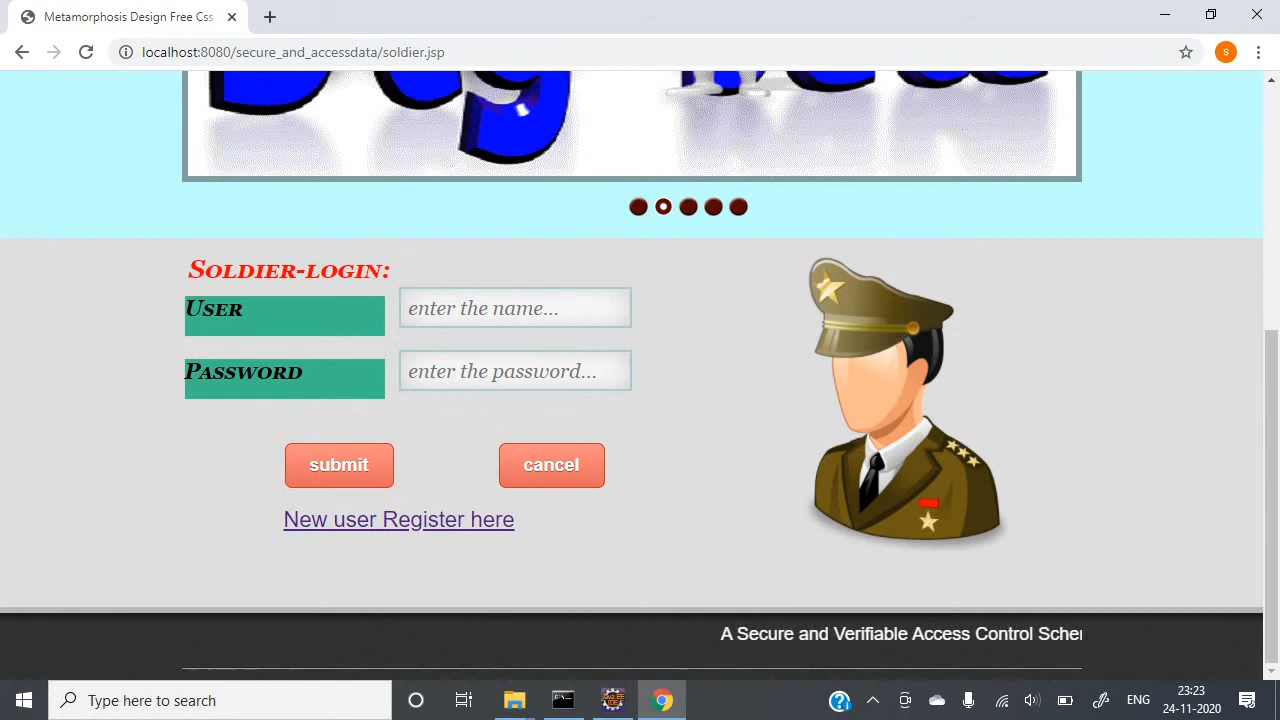 Metamorphosis Design Free Css
localhost:8080/secure_and_accessdata/soldier.jsp
S
Soldier-login:
User
enter the name...
Password
enter the password...
submit
cancel
New user Register here
A Secure and Verifiable Access Control
Type here to search
ENG
23:23
24-11-2020